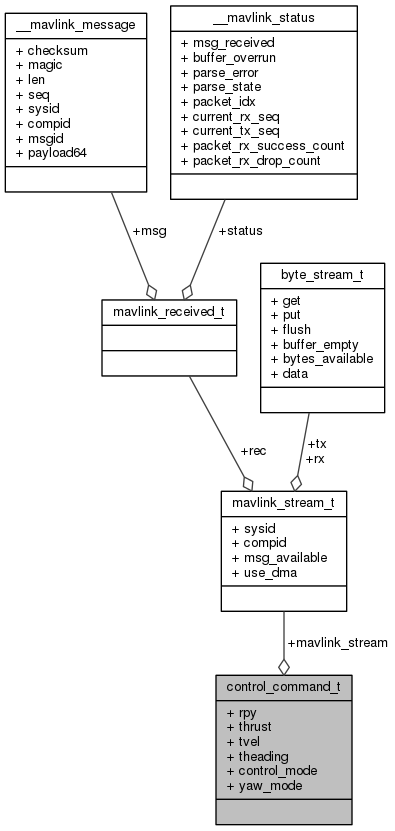 __mavlink_message
+ checksum
+ magic
+ len
+ seq
+ sysid
+ compid
+ msgid
+ payload64
__mavlink_status
+ msg_received
+ buffer_overrun
+ parse_error
+ parse_state
+ packet_idx
+ current_rx_seq
+ current_tx_seq
+ packet_rx_success_count
+ packet_rx_drop_count
+msg
+status
byte_stream_t
+ get
+ put
+ flush
+ buffer_empty
+ bytes_available
+ data
mavlink_received_t
+rec
+tx
+rx
mavlink_stream_t
+ sysid
+ compid
+ msg_available
+ use_dma
+mavlink_stream
control_command_t
+ rpy
+ thrust
+ tvel
+ theading
+ control_mode
+ yaw_mode